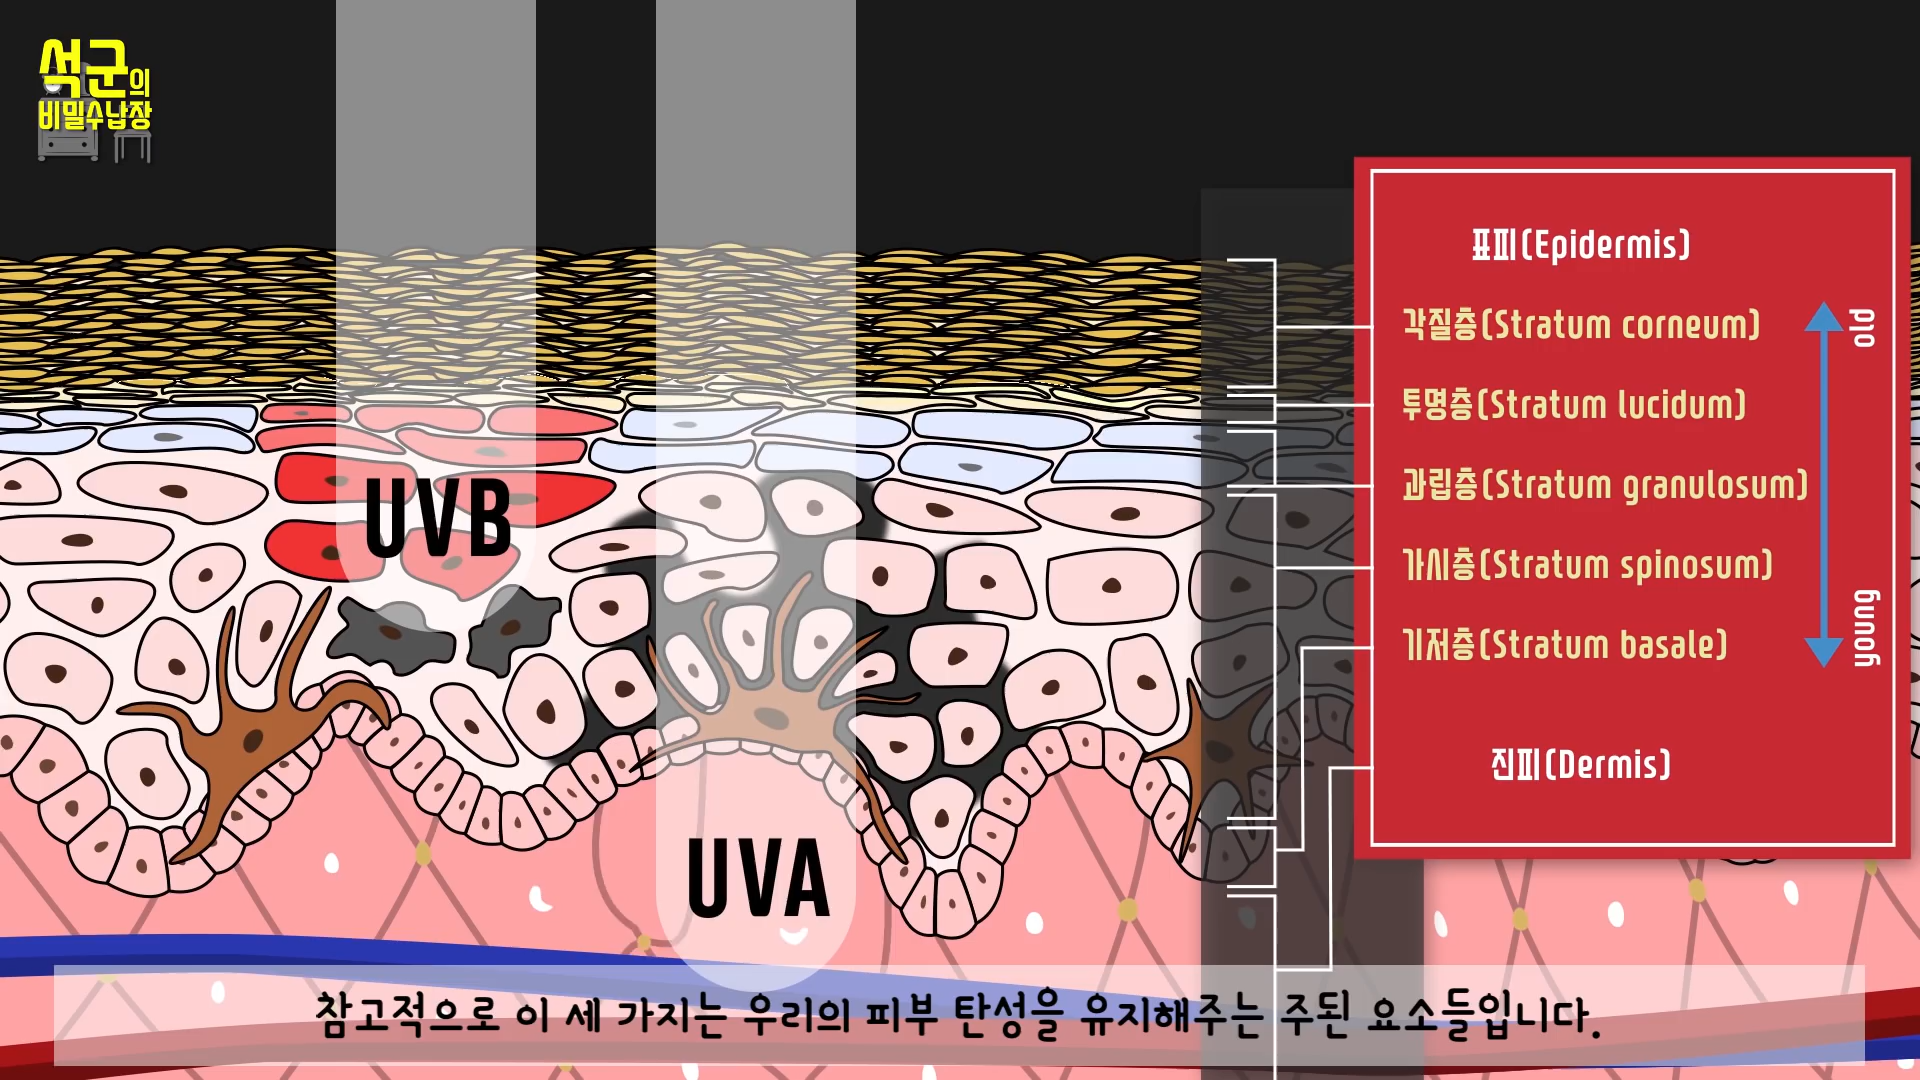 석군의
비밀수납장
표피(Epidermis)
각질층(Stratum corneum)
투명층(Stratum lucidum)
과립층(Stratum granulosum)
가시층(Stratum spinosum)
기저층(Stratum basale)
old
young
진피(Dermis)
UVB
UVA
참고적으로 이 세 가지는 우리의 피부 탄성을 유지해주는 주된 요소들입니다.